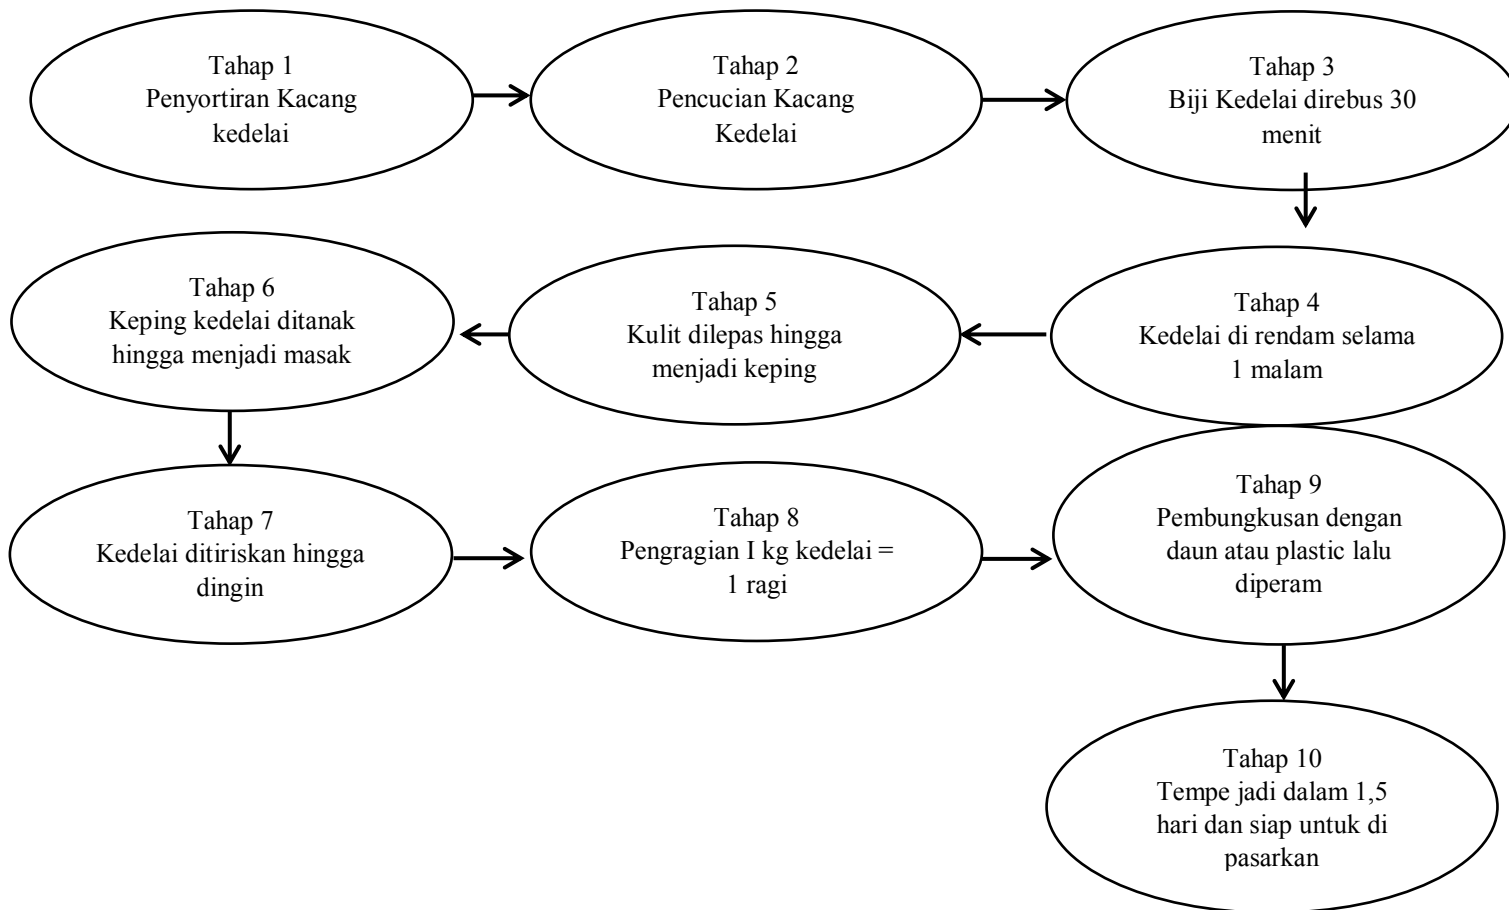 Tahap 1
Penyortiran Kacang
kedelai
Tahap 2
Pencucian Kacang
Kedelai
Tahap 3
Biji Kedelai direbus 30
menit
Tahap 4
Kedelai di rendam selama
1 malam
Tahap 5
Kulit dilepas hingga
menjadi keping
Tahap 6
Keping kedelai ditanak
hingga menjadi masak
Tahap 7
Kedelai ditiriskan hingga
dingin
Tahap 8
Pengragian I kg kedelai =
1 ragi
Tahap 9
Pembungkusan dengan
daun atau plastic lalu
diperam
Tahap 10
Tempe jadi dalam 1,5
hari dan siap untuk di
pasarkan